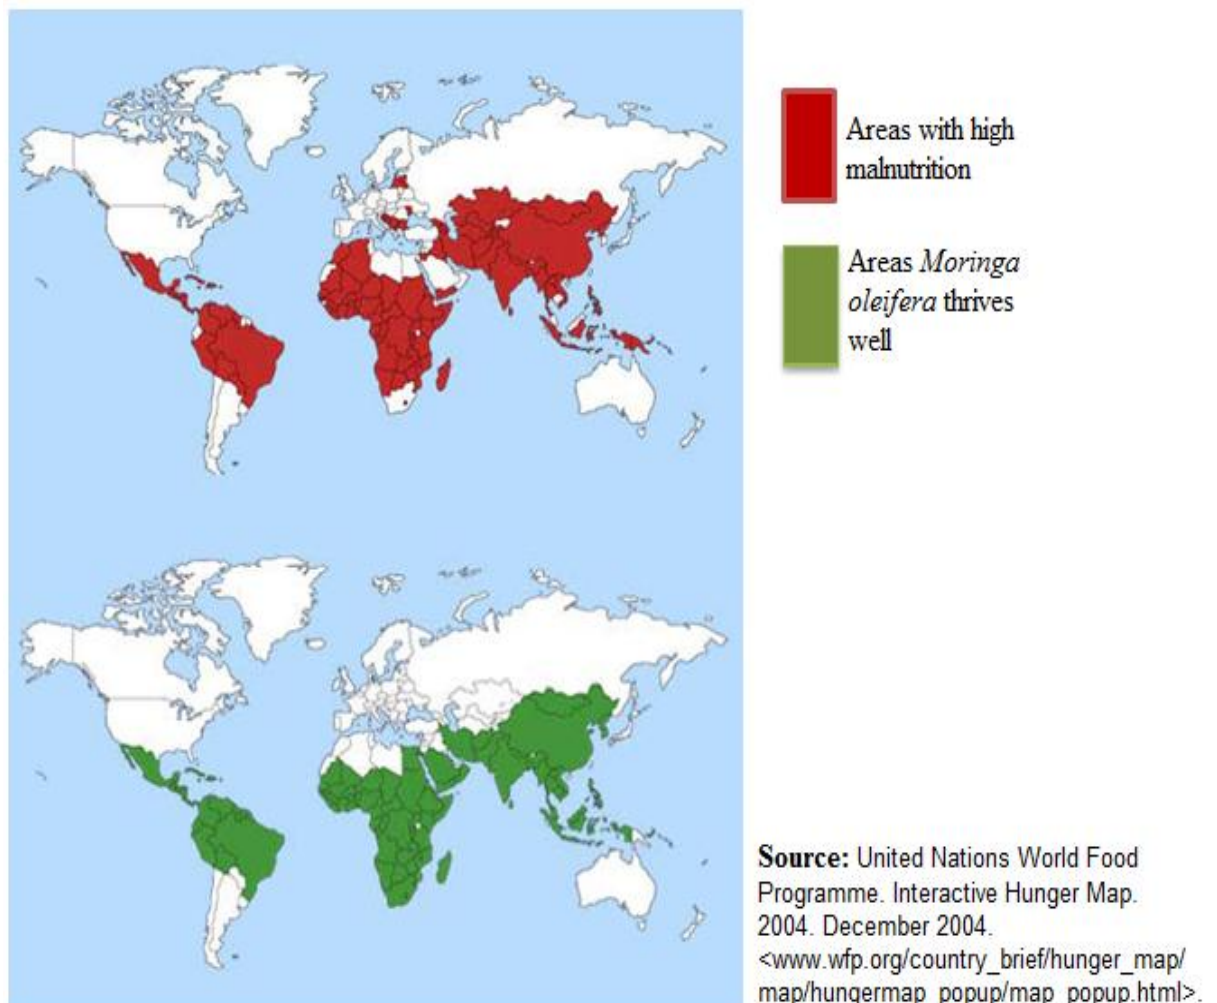 Areas with high
malnutrition
Areas Moringa
oleifera thrives
well
Source: United Nations World Food
Programme. Interactive Hunger Map.
2004. December 2004.
<www.wfp.org/country_brief/hunger_map/
map/hungermap_popup/map_popup.html>.